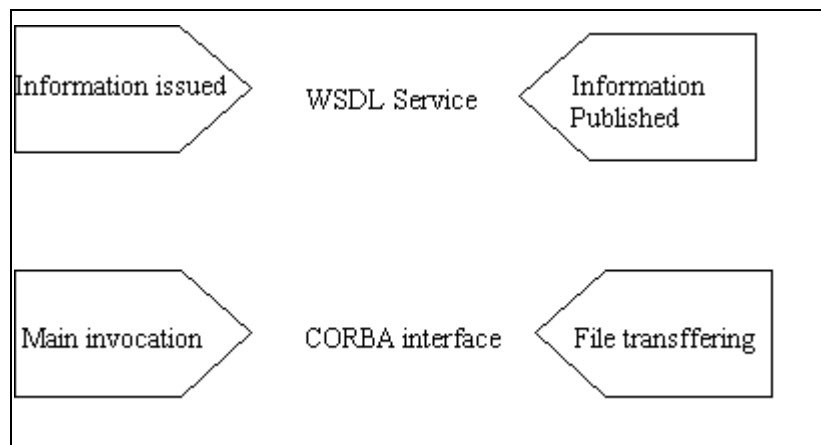 Information issued
WSDL Service
Information
Published
Main invocation
CORBA interface
File transffering